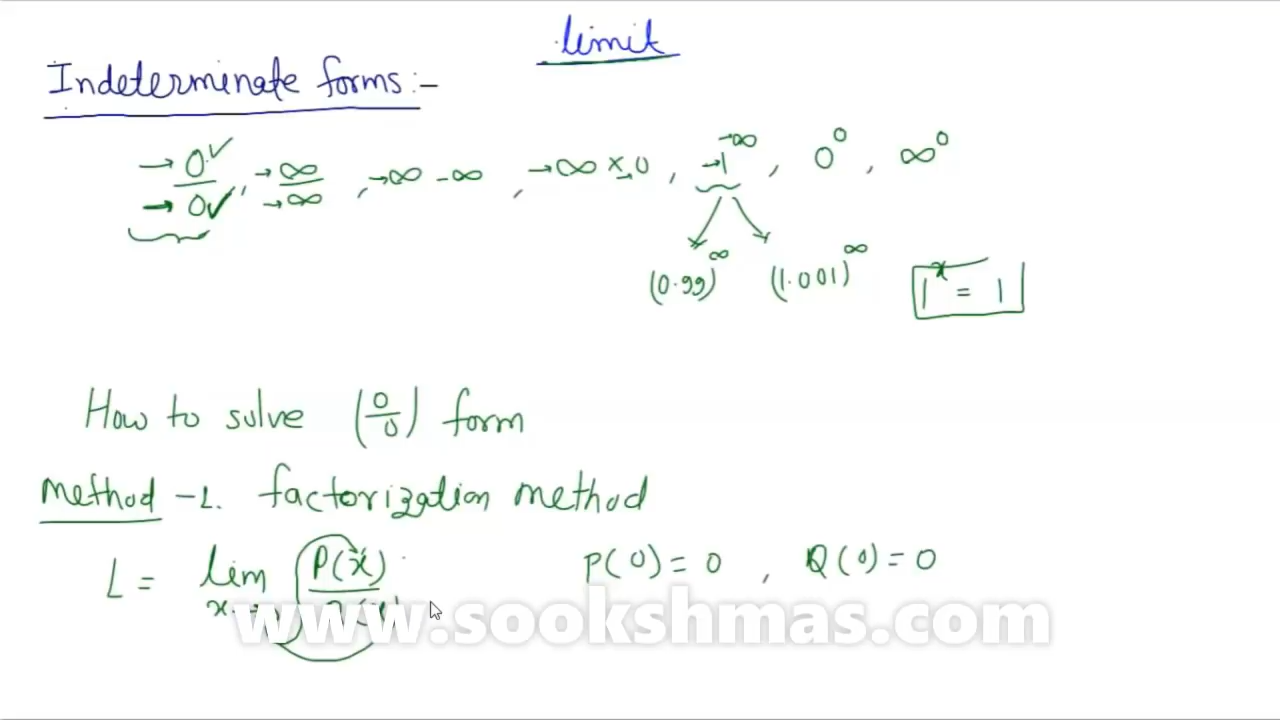 limit
Indeterminate forms :-
→0/→0, →∞/→∞, →∞ - ∞, →∞ × →0, →1^→∞, 0^0, ∞^0
(0.99)^∞ (1.001)^∞ 1^x = 1
How to solve (0/0) form
Method -1. factorization method
L = lim P(x) P(0) = 0 , Q(0) = 0
www.sookshmas.com